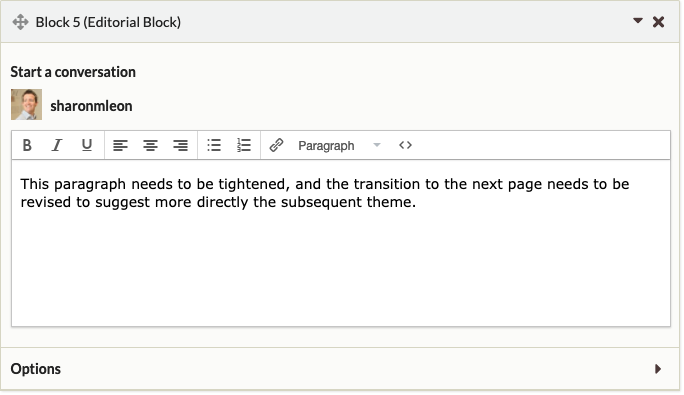 Block 5 (Editorial Block)
Start a conversation
sharonmleon
B I U Paragraph <>
This paragraph needs to be tightened, and the transition to the next page needs to be
revised to suggest more directly the subsequent theme.
Options